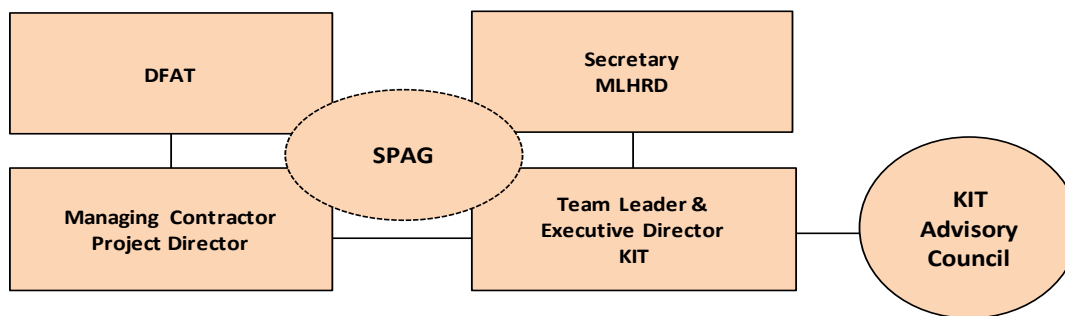 DFAT
Secretary
MLHRD
SPAG
Managing Contractor
Project Director
Team Leader &
Executive Director
KIT
KIT
Advisory
Council